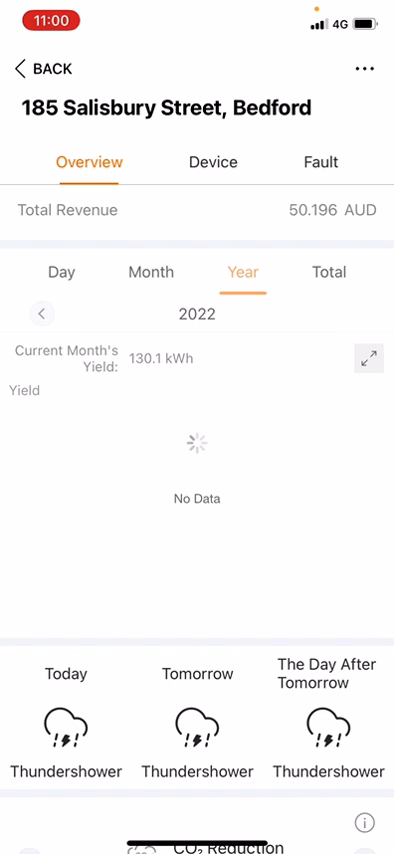 11:00
4G
BACK
185 Salisbury Street, Bedford
Overview Device Fault
Total Revenue 50.196 AUD
Day Month Year Total
2022
Current Month's
Yield: 130.1 kWh
Yield
No Data
Today Tomorrow The Day After
Tomorrow
Thundershower Thundershower Thundershower
CO₂ Reduction